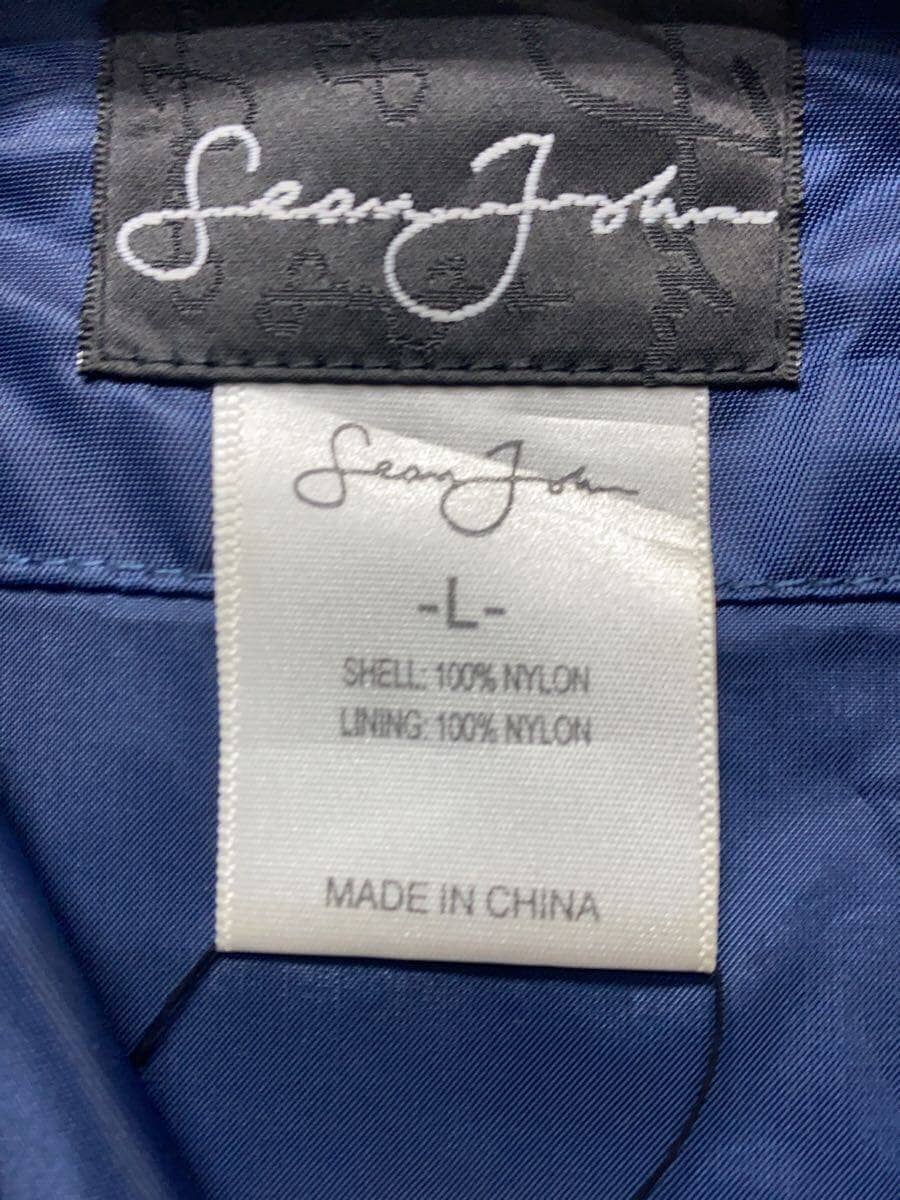 Sean John
Sean John
-L-
SHELL: 100% NYLON
LINING: 100% NYLON
MADE IN CHINA